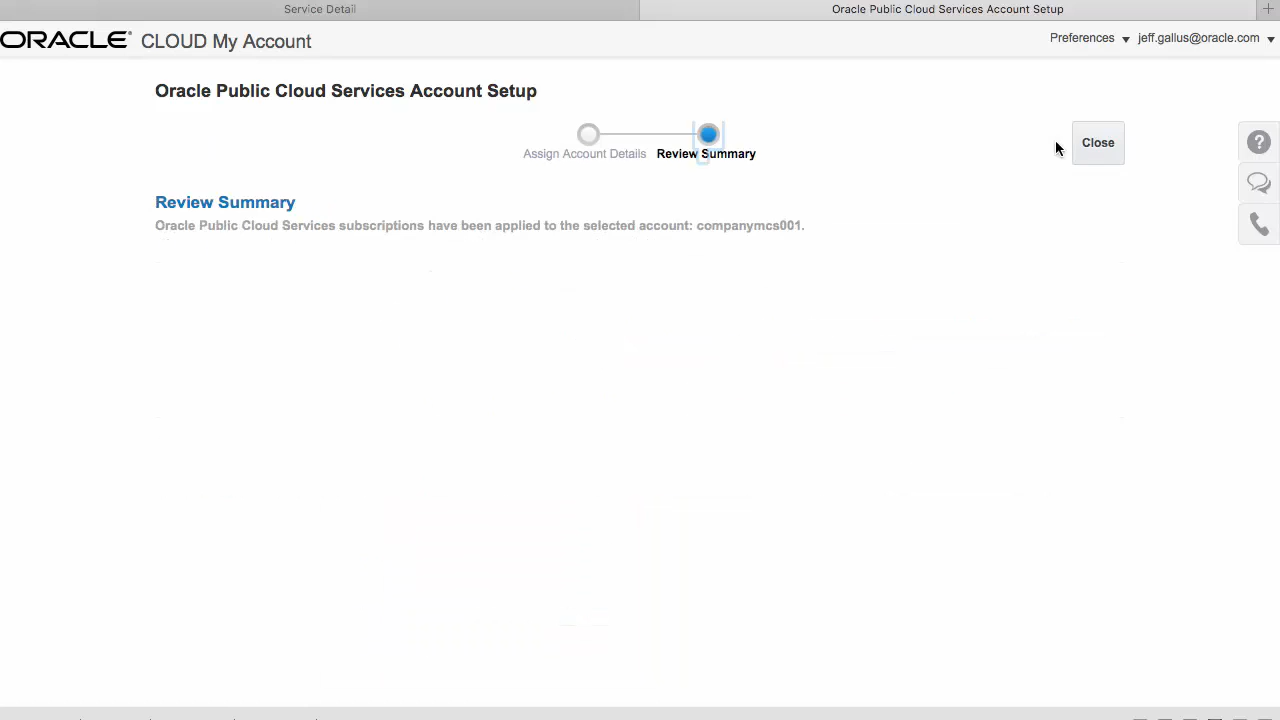 Service Detail
Oracle Public Cloud Services Account Setup
ORACLE® CLOUD My Account
Preferences
jeff.gallus@oracle.com
Oracle Public Cloud Services Account Setup
Assign Account Details
Review Summary
Close
Review Summary
Oracle Public Cloud Services subscriptions have been applied to the selected account: companymcs001.